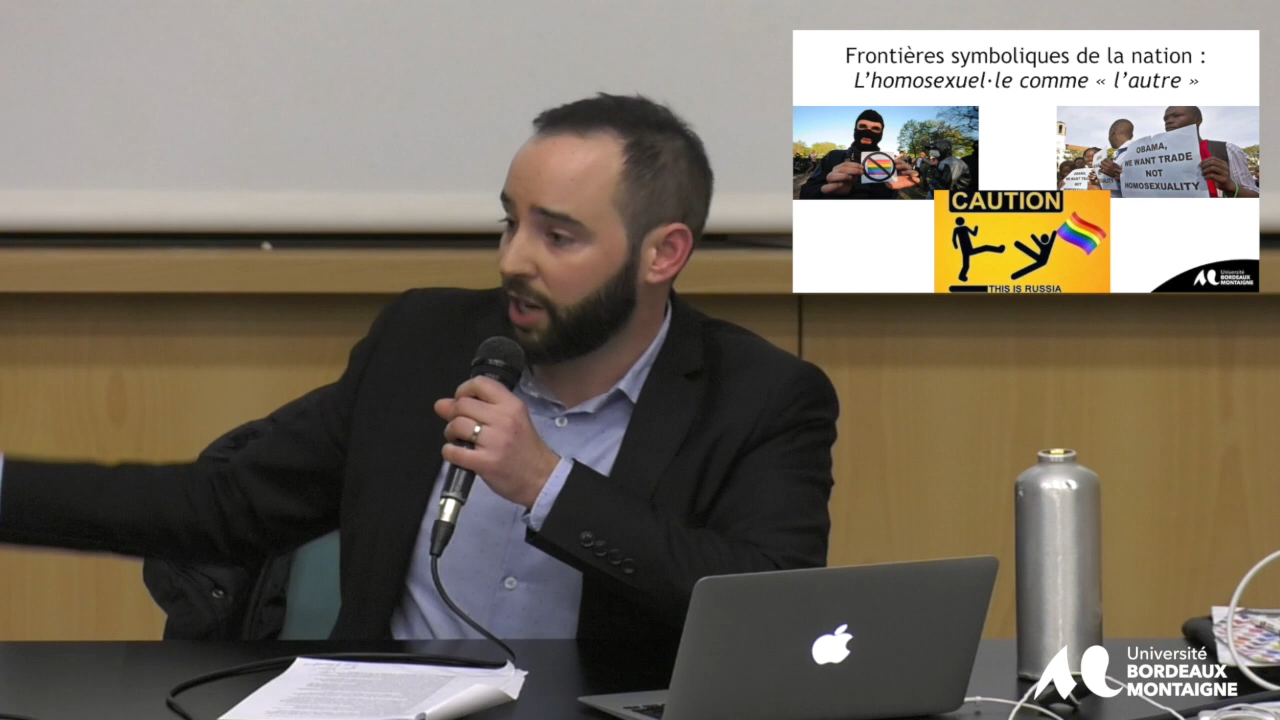 Frontières symboliques de la nation :
L'homosexuel·le comme « l'autre »
OBAMA,
WE WANT TRADE
NOT
HOMOSEXUALITY
CAUTION
THIS IS RUSSIA
Université
BORDEAUX
MONTAIGNE
Université
BORDEAUX
MONTAIGNE